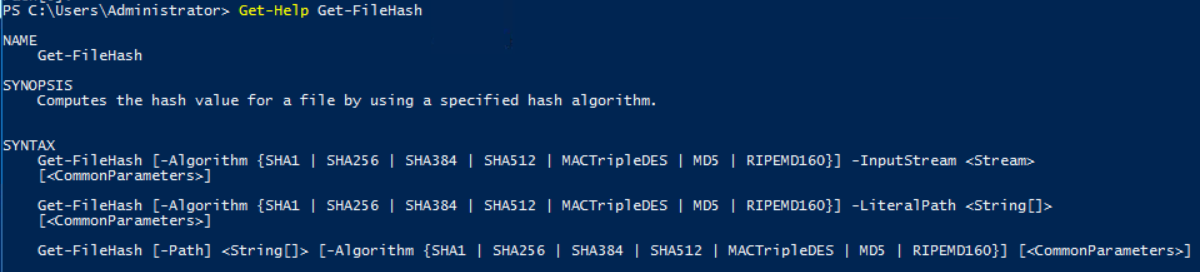 PS C:\Users\Administrator> Get-Help Get-FileHash
NAME
Get-FileHash
SYNOPSIS
Computes the hash value for a file by using a specified hash algorithm.
SYNTAX
Get-FileHash [-Algorithm {SHA1 | SHA256 | SHA384 | SHA512 | MACTripleDES | MD5 | RIPEMD160}] -InputStream <Stream>
[<CommonParameters>]
Get-FileHash [-Algorithm {SHA1 | SHA256 | SHA384 | SHA512 | MACTripleDES | MD5 | RIPEMD160}] -LiteralPath <String[]>
[<CommonParameters>]
Get-FileHash [-Path] <String[]> [-Algorithm {SHA1 | SHA256 | SHA384 | SHA512 | MACTripleDES | MD5 | RIPEMD160}] [<CommonParameters>]